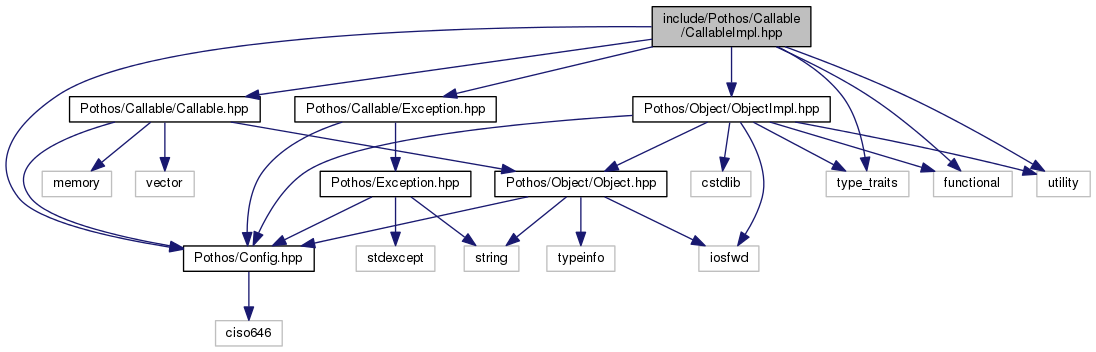 include/Pothos/Callable
/CallableImpl.hpp
Pothos/Callable/Callable.hpp
Pothos/Callable/Exception.hpp
Pothos/Object/ObjectImpl.hpp
memory
vector
Pothos/Exception.hpp
Pothos/Object/Object.hpp
cstdlib
type_traits
functional
utility
Pothos/Config.hpp
stdexcept
string
typeinfo
iosfwd
ciso646